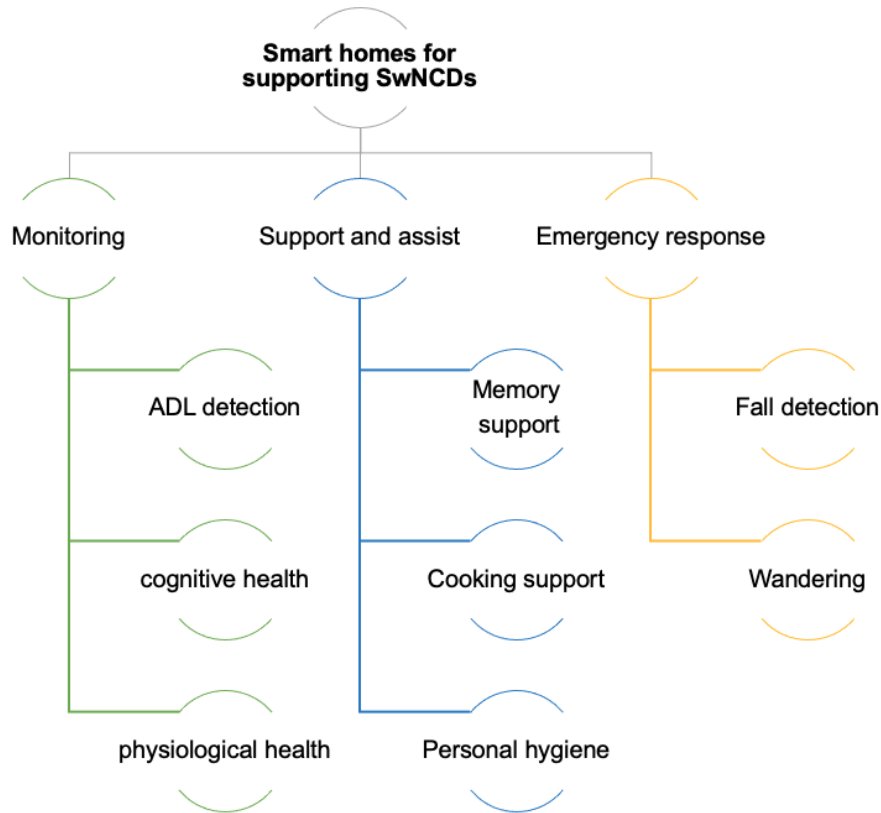 Smart homes for
supporting SwNCDs
Monitoring
Support and assist
Emergency response
ADL detection
Memory
support
Fall detection
cognitive health
Cooking support
Wandering
physiological health
Personal hygiene